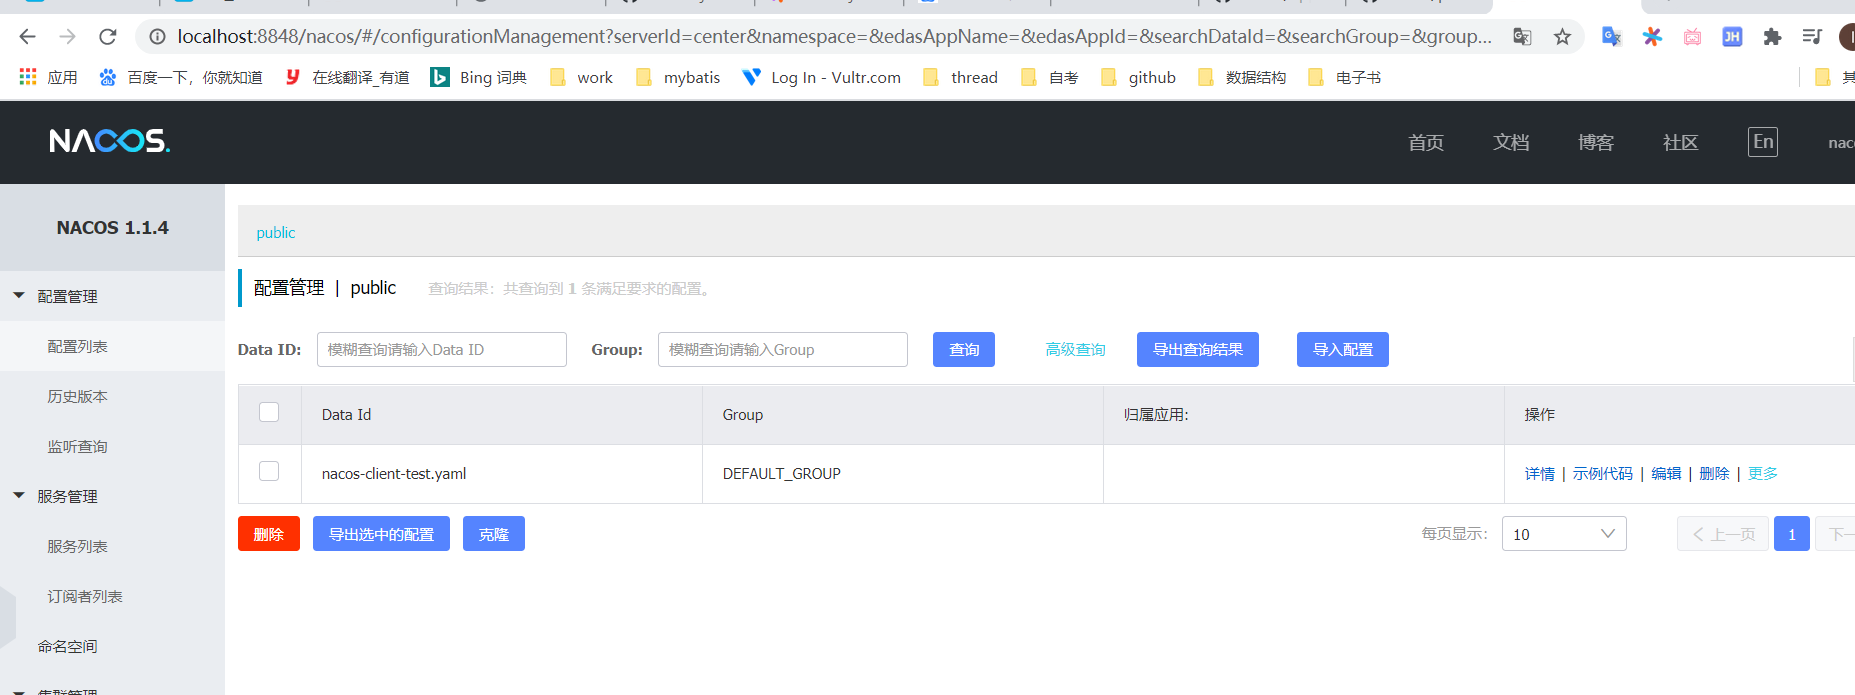 localhost:8848/nacos/#/configurationManagement?serverId=center&namespace=&edasAppName=&edasAppId=&searchDataId=&searchGroup=&group...
应用 百度一下，你就知道 在线翻译_有道 Bing 词典 work mybatis Log In - Vultr.com thread 自考 github 数据结构 电子书
NACOS. 首页 文档 博客 社区 En nac
NACOS 1.1.4
public
配置管理
配置列表
历史版本
监听查询
服务管理
服务列表
订阅者列表
命名空间
集群管理
配置管理 | public 查询结果：共查询到 1 条满足要求的配置。
Data ID: 模糊查询请输入Data ID Group: 模糊查询请输入Group 查询 高级查询 导出查询结果 导入配置
Data Id Group 归属应用: 操作
nacos-client-test.yaml DEFAULT_GROUP 详情 | 示例代码 | 编辑 | 删除 | 更多
删除 导出选中的配置 克隆 每页显示: 10 上一页 1 下一